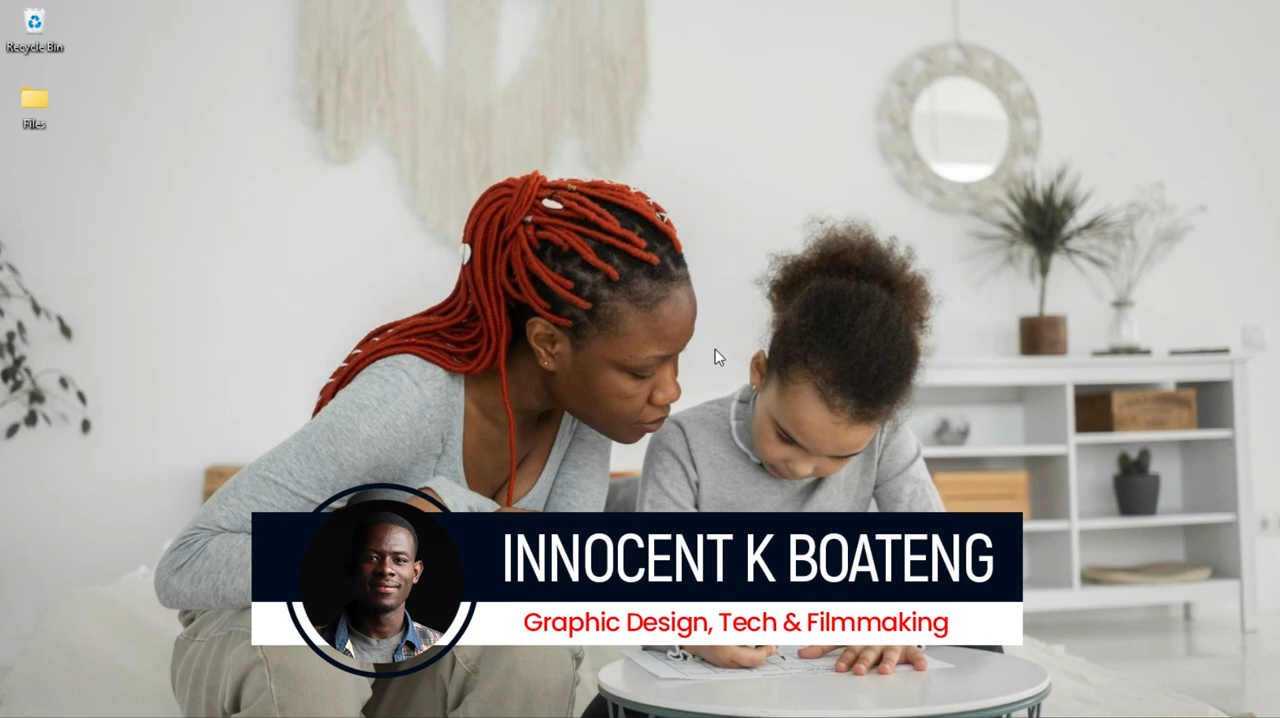 Recycle Bin
Files
INNOCENT K BOATENG
Graphic Design, Tech & Filmmaking